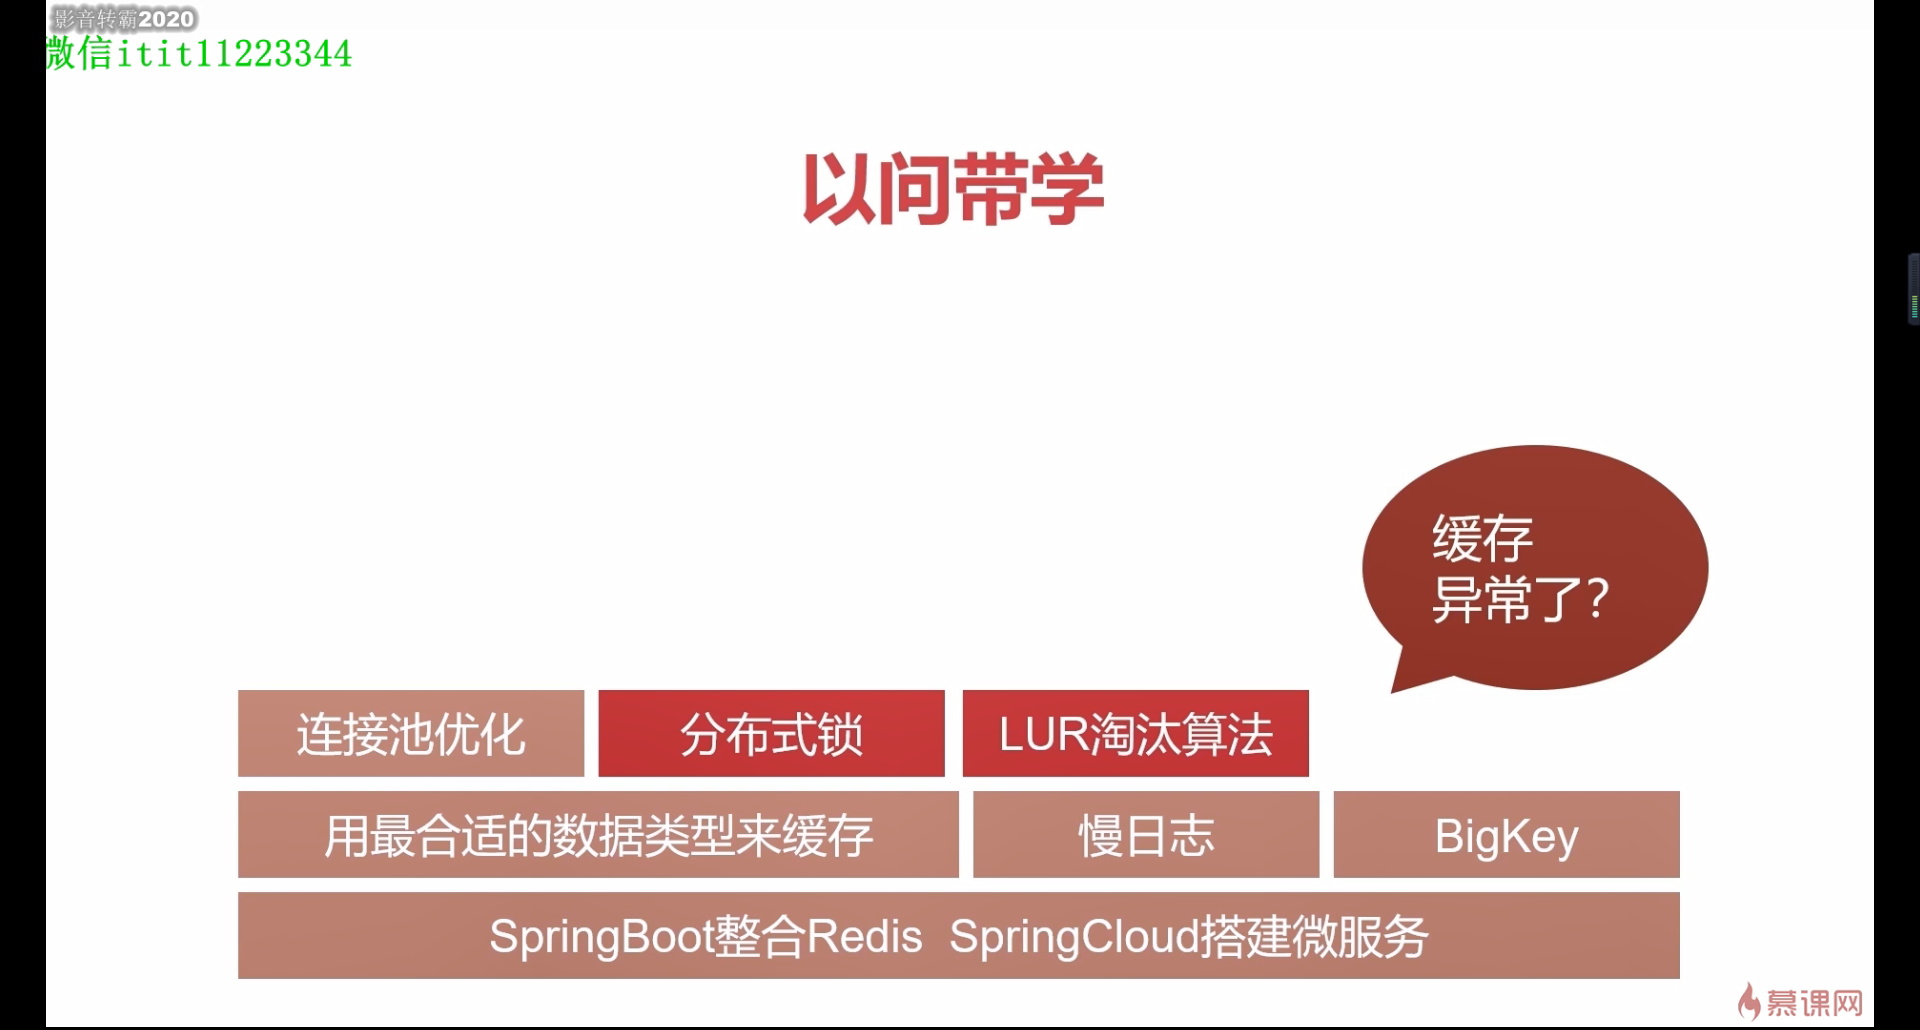 影音转霸2020
微信itit11223344
以问带学
缓存
异常了？
连接池优化
分布式锁
LUR淘汰算法
用最合适的数据类型来缓存
慢日志
BigKey
SpringBoot整合Redis SpringCloud搭建微服务
慕课网